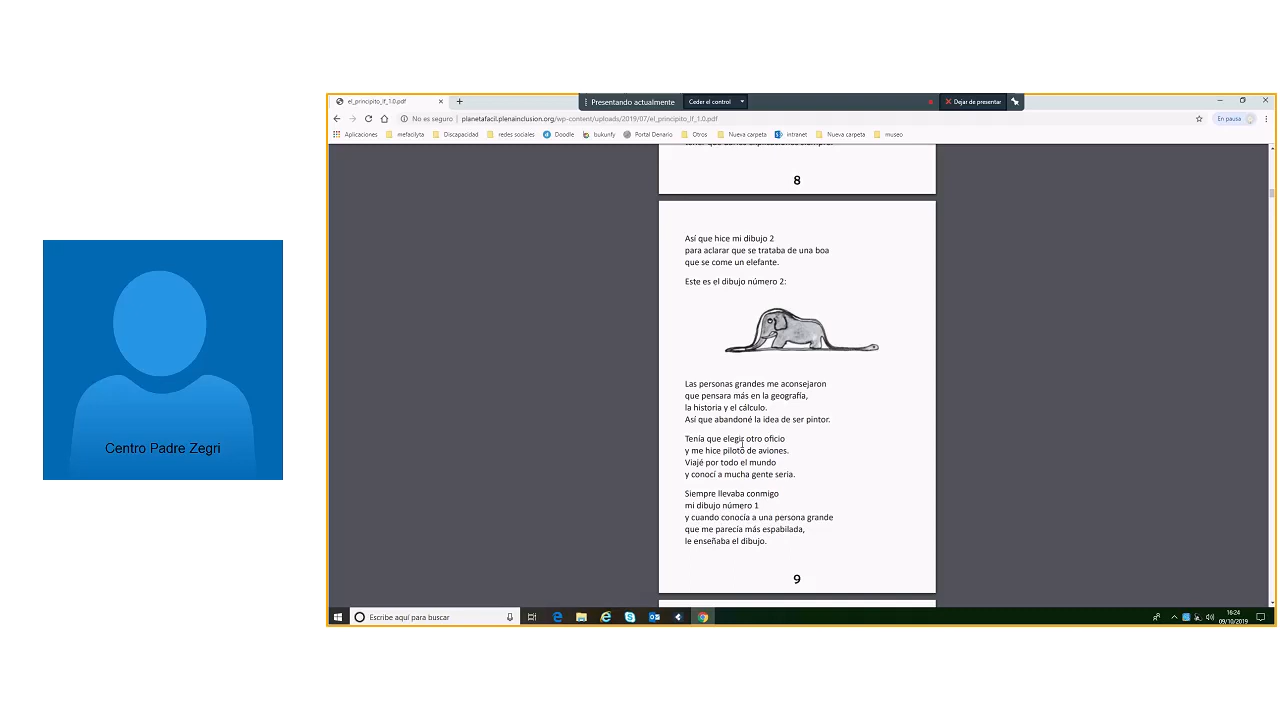 el_principito_lf_1.0.pdf
Presentando actualmente
Ceder el control
Dejar de presentar
No es seguro
planetafacil.plenainclusion.org/wp-content/uploads/2019/07/el_principito_lf_1.0.pdf
En pausa
Aplicaciones
mefacilyta
Discapacidad
redes sociales
Doodle
bukunfy
Portal Denario
Otros
Nueva carpeta
intranet
Nueva carpeta
museo
8
Así que hice mi dibujo 2
para aclarar que se trataba de una boa
que se come un elefante.
Este es el dibujo número 2:
Las personas grandes me aconsejaron
que pensara más en la geografía,
la historia y el cálculo.
Así que abandoné la idea de ser pintor.
Tenía que elegir otro oficio
y me hice piloto de aviones.
Viajé por todo el mundo
y conocí a mucha gente seria.
Siempre llevaba conmigo
mi dibujo número 1
y cuando conocía a una persona grande
que me parecía más espabilada,
le enseñaba el dibujo.
9
Centro Padre Zegri
Escribe aquí para buscar
16:24
09/10/2019